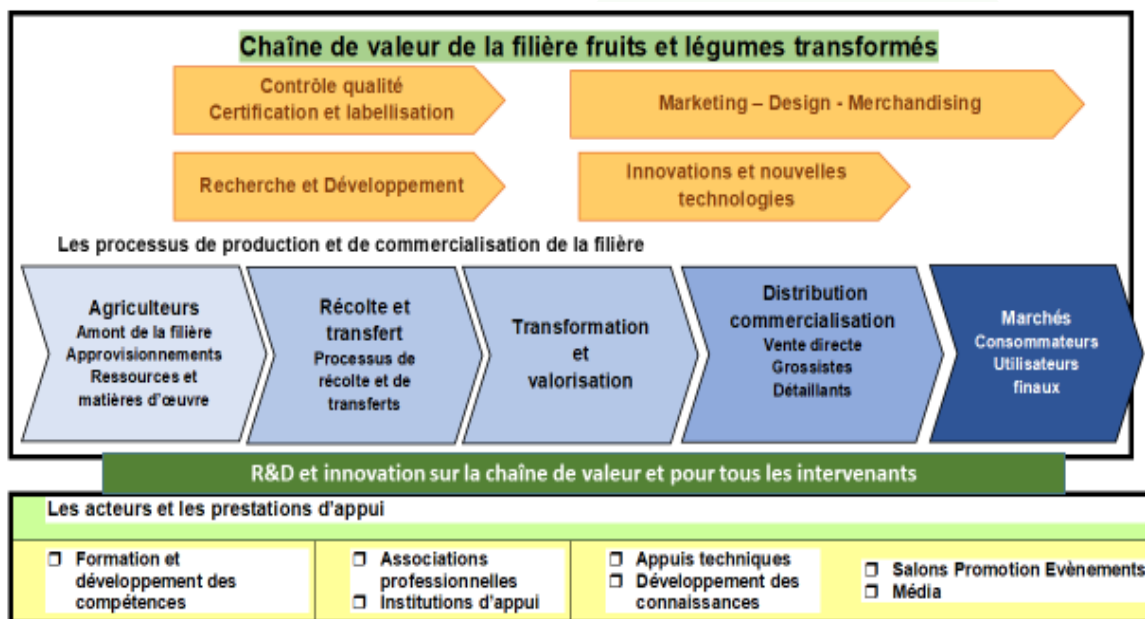 Chaîne de valeur de la filière fruits et légumes transformés
Contrôle qualité
Certification et labellisation
Marketing – Design - Merchandising
Recherche et Développement
Innovations et nouvelles
technologies
Les processus de production et de commercialisation de la filière
Agriculteurs
Amont de la filière
Approvisionnements
Ressources et
matières d'œuvre
Récolte et
transfert
Processus de
récolte et de
transferts
Transformation
et
valorisation
Distribution
commercialisation
Vente directe
Grossistes
Détaillants
Marchés
Consommateurs
Utilisateurs
finaux
R&D et innovation sur la chaîne de valeur et pour tous les intervenants
Les acteurs et les prestations d'appui
❒ Formation et
développement des
compétences
❒ Associations
professionnelles
❒ Institutions d'appui
❒ Appuis techniques
❒ Développement des
connaissances
❒ Salons Promotion Evènements
❒ Média